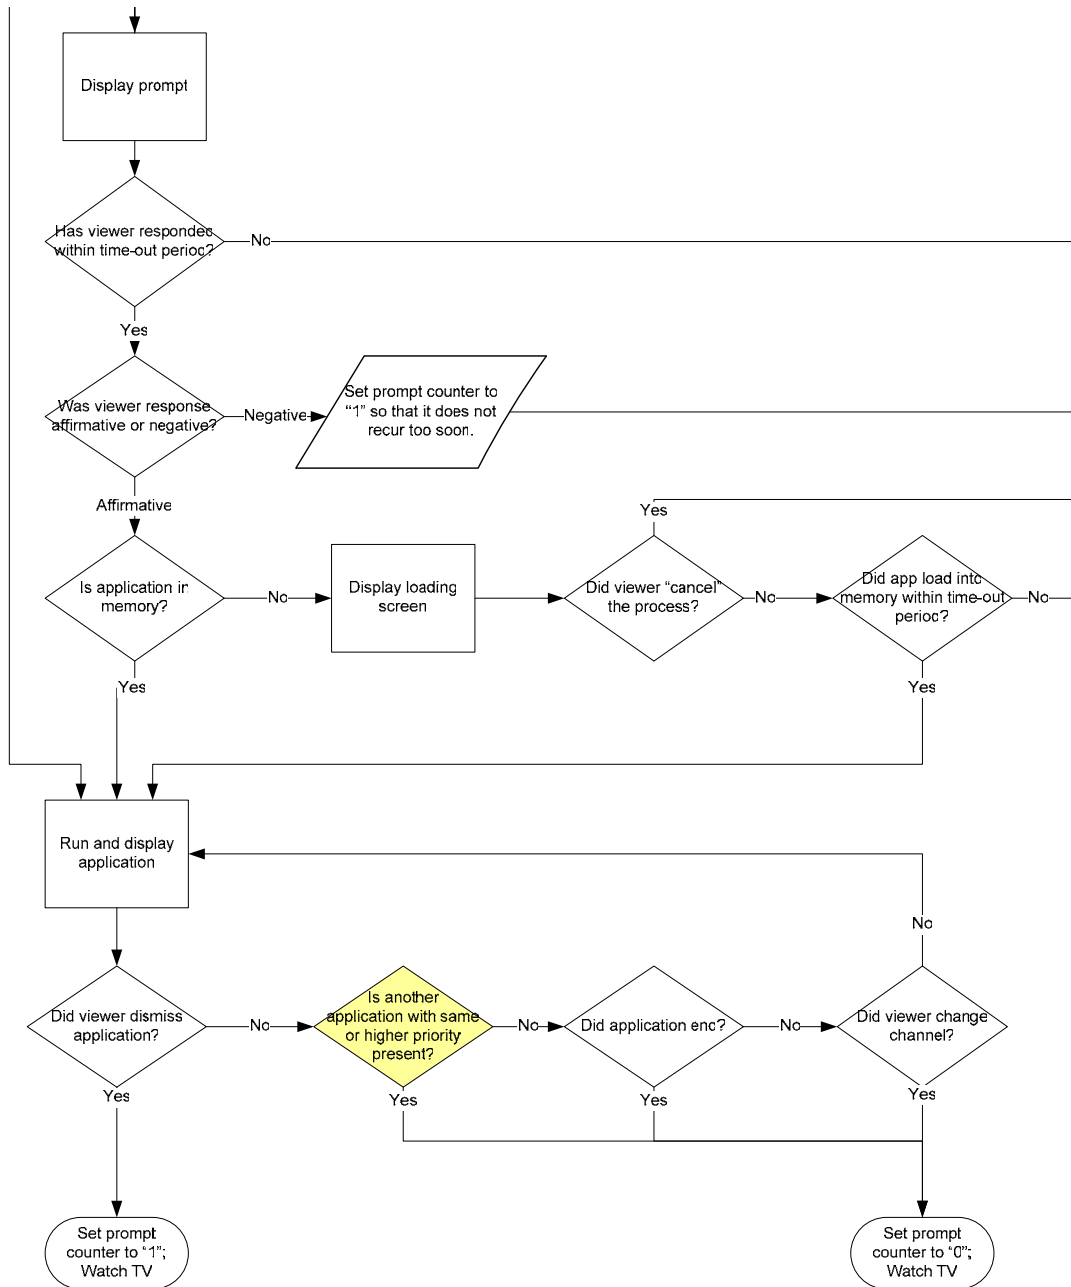 Display prompt
Has viewer responded
within time-out period?
No
Yes
Was viewer response
affirmative or negative?
Negative
Set prompt counter to
“1” so that it does not
recur too soon.
Affirmative
Yes
Is application in
memory?
No
Display loading
screen
Did viewer “cancel”
the process?
No
Did app load into
memory within time-out
period?
No
Yes
Yes
Run and display
application
No
Did viewer dismiss
application?
No
Is another
application with same
or higher priority
present?
No
Did application end?
No
Did viewer change
channel?
Yes
Yes
Yes
Yes
Set prompt
counter to “1”;
Watch TV
Set prompt
counter to “0”;
Watch TV